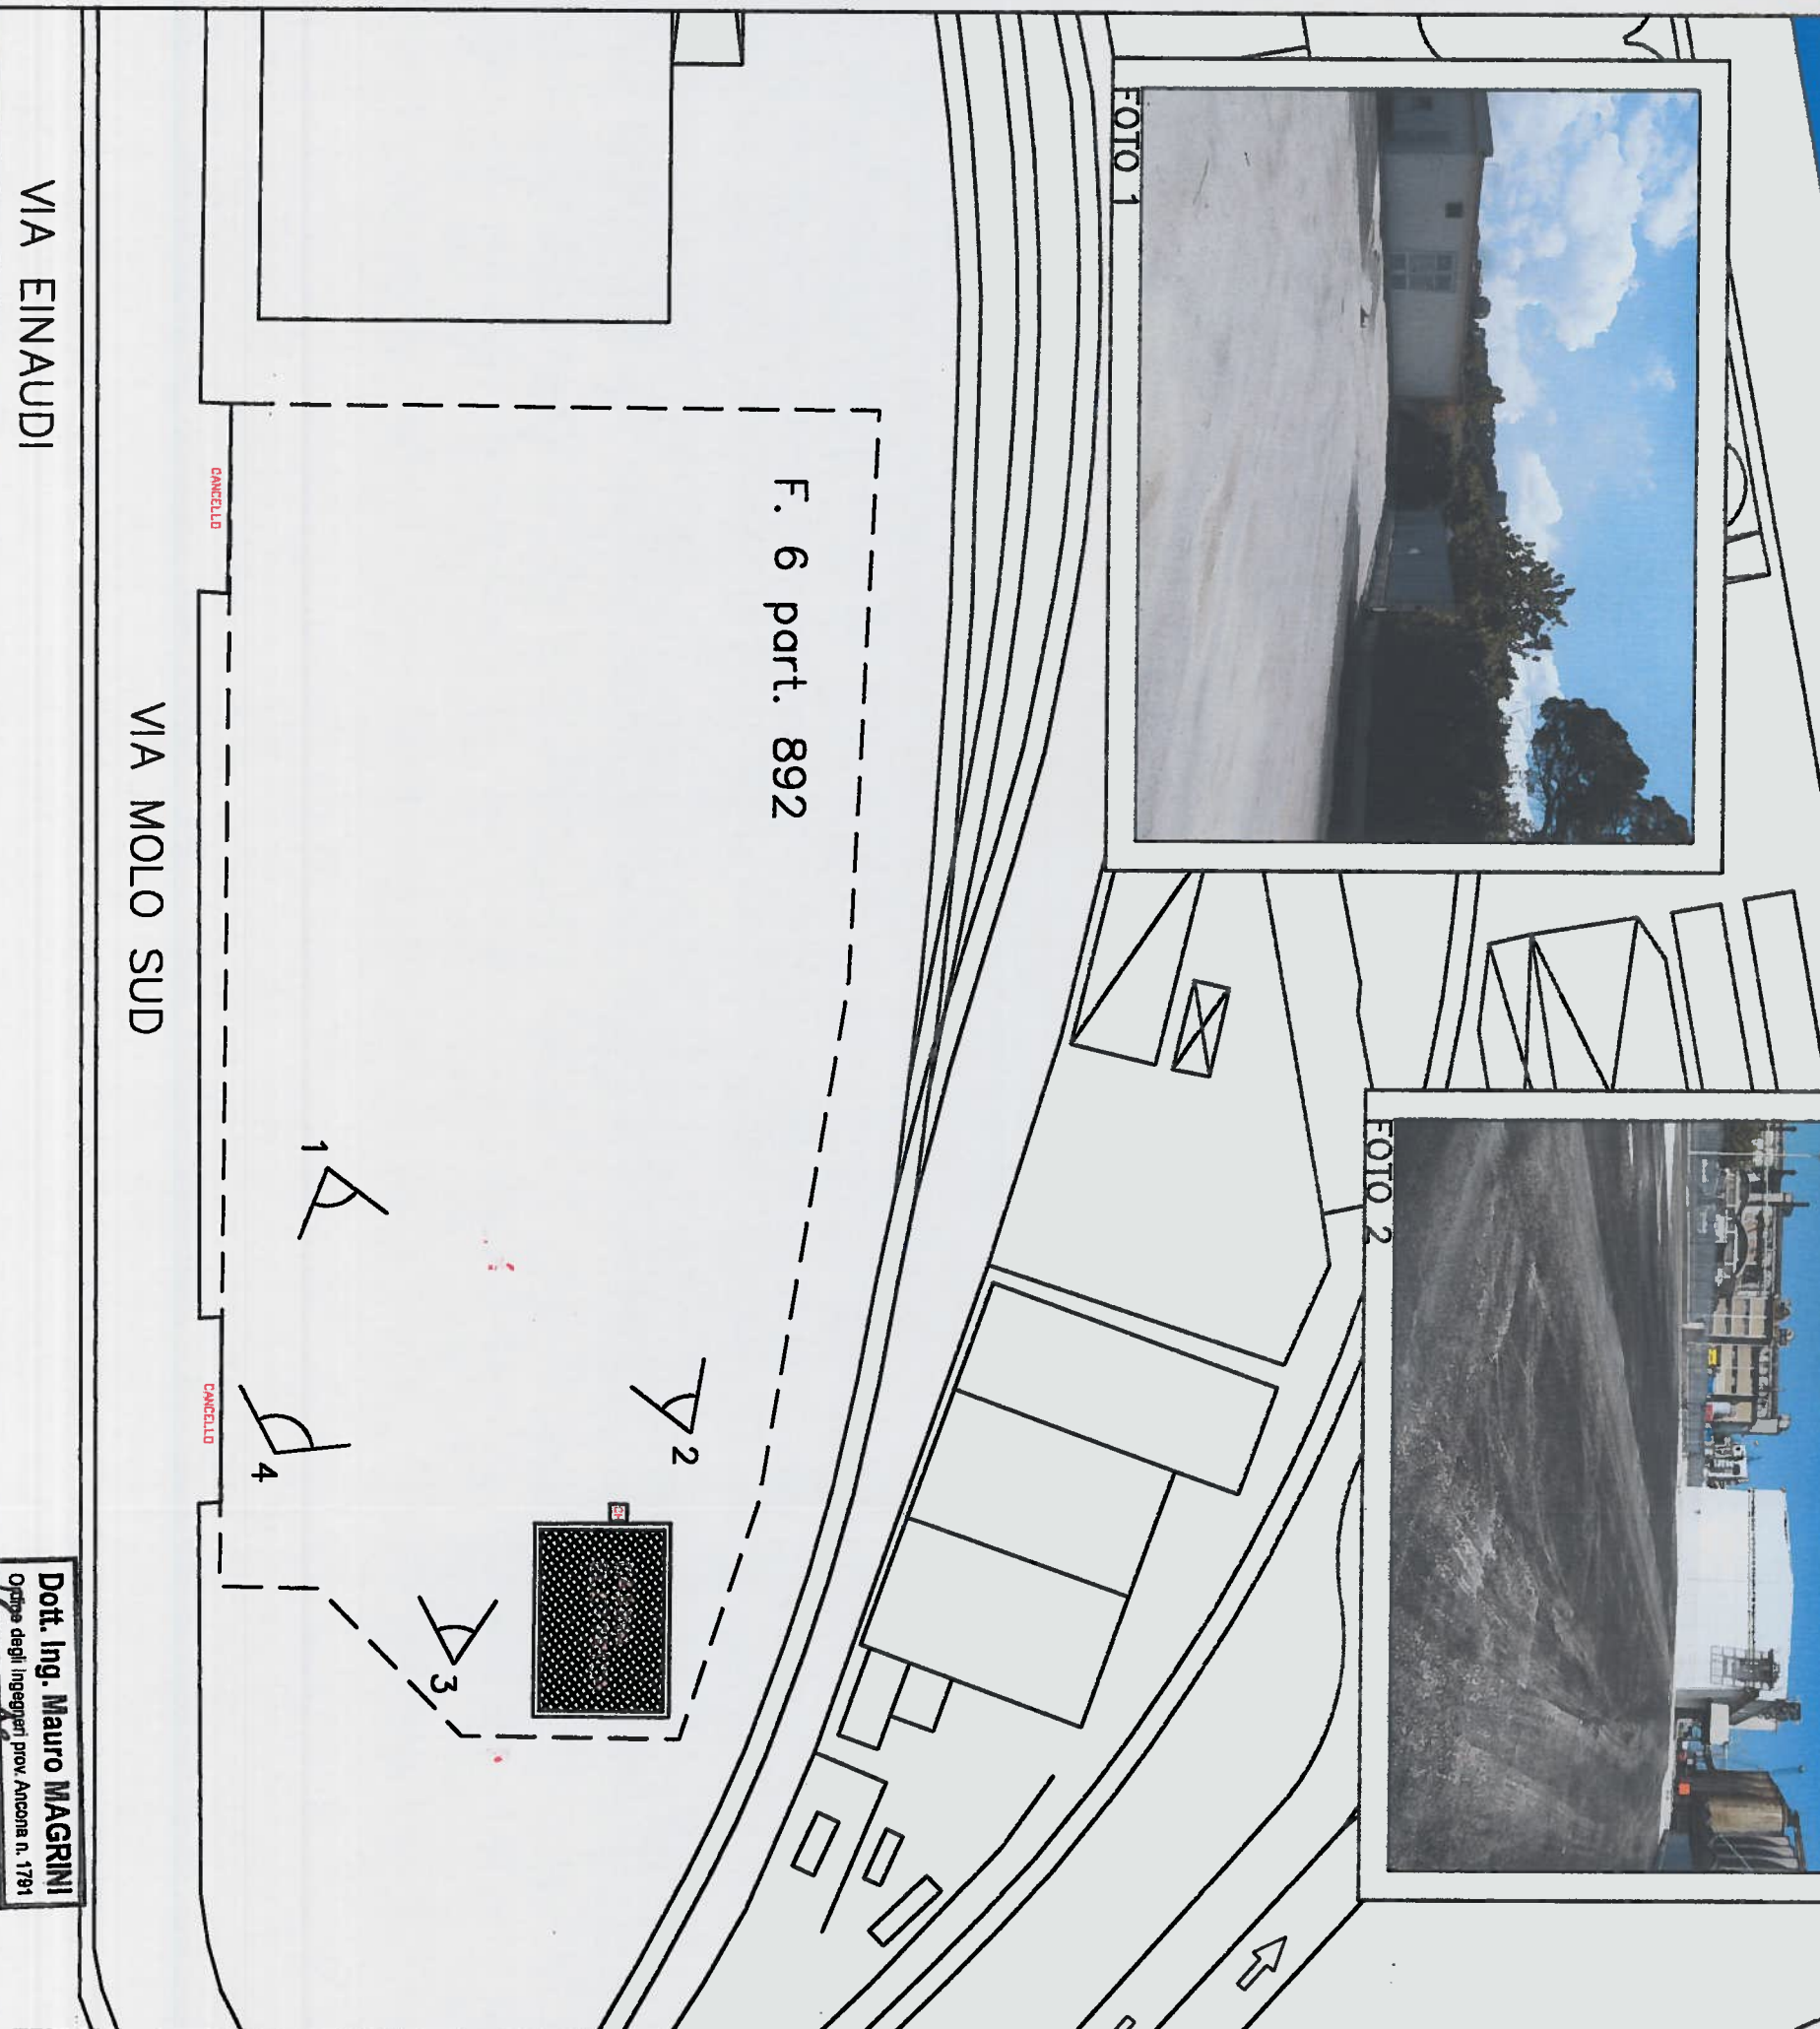 FOTO 1
FOTO 2
F. 6 part. 892
1
2
3
4
CANCELLO
CANCELLO
VIA MOLO SUD
VIA EINAUDI
Dott. Ing. Mauro MAGRINI
Ordine degli Ingegneri prov. Ancona n. 1791